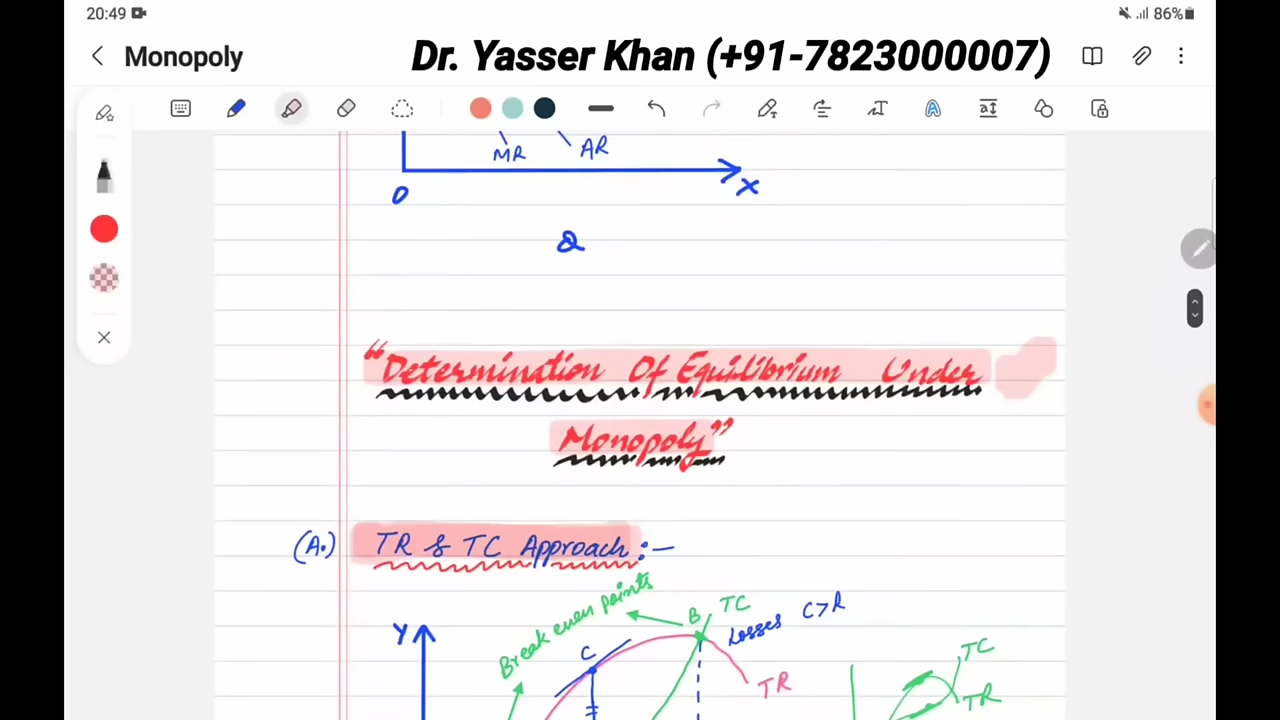 20:49
86%
Monopoly
Dr. Yasser Khan (+91-7823000007)
MR AR
0 X
Q
"Determination Of Equilibrium Under
Monopoly"
(A.) TR & TC Approach :-
Break even points
B TC
Losses C>R
Y
C
TR
TC
TR